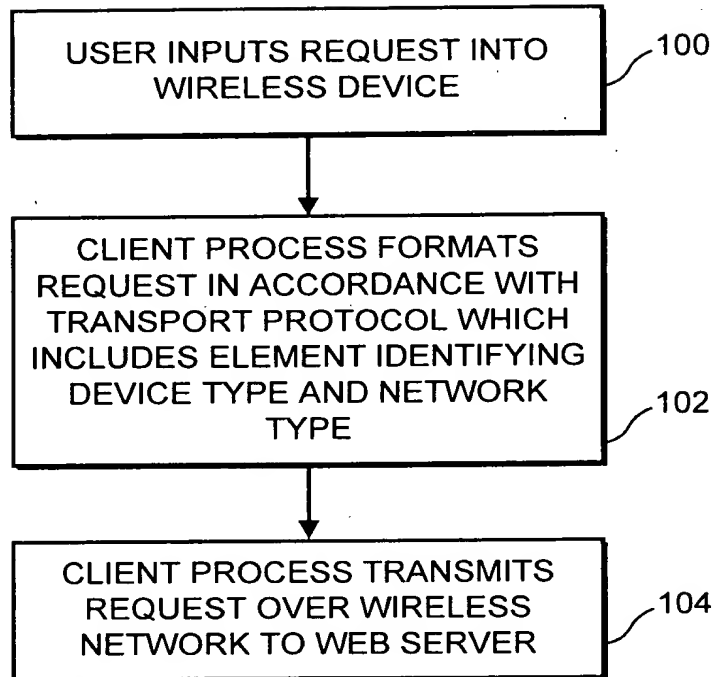 USER INPUTS REQUEST INTO
WIRELESS DEVICE
100
CLIENT PROCESS FORMATS
REQUEST IN ACCORDANCE WITH
TRANSPORT PROTOCOL WHICH
INCLUDES ELEMENT IDENTIFYING
DEVICE TYPE AND NETWORK
TYPE
102
CLIENT PROCESS TRANSMITS
REQUEST OVER WIRELESS
NETWORK TO WEB SERVER
104